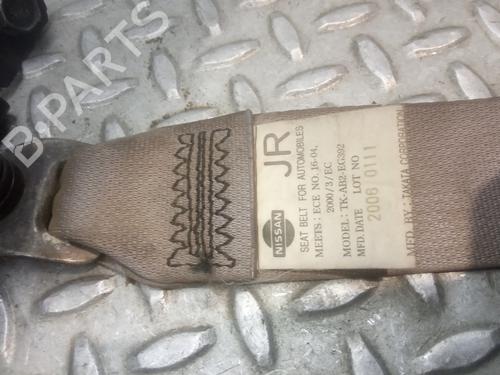 JR
NISSAN
SEAT BELT FOR AUTOMOBILES
MEETS: ECE NO. 16-04,
2000/3/EC
MODEL: TK-AB2-EG392
MFD. DATE LOT NO
2006 0111
MFD. BY: TAKATA CORPORATION
B-PARTS